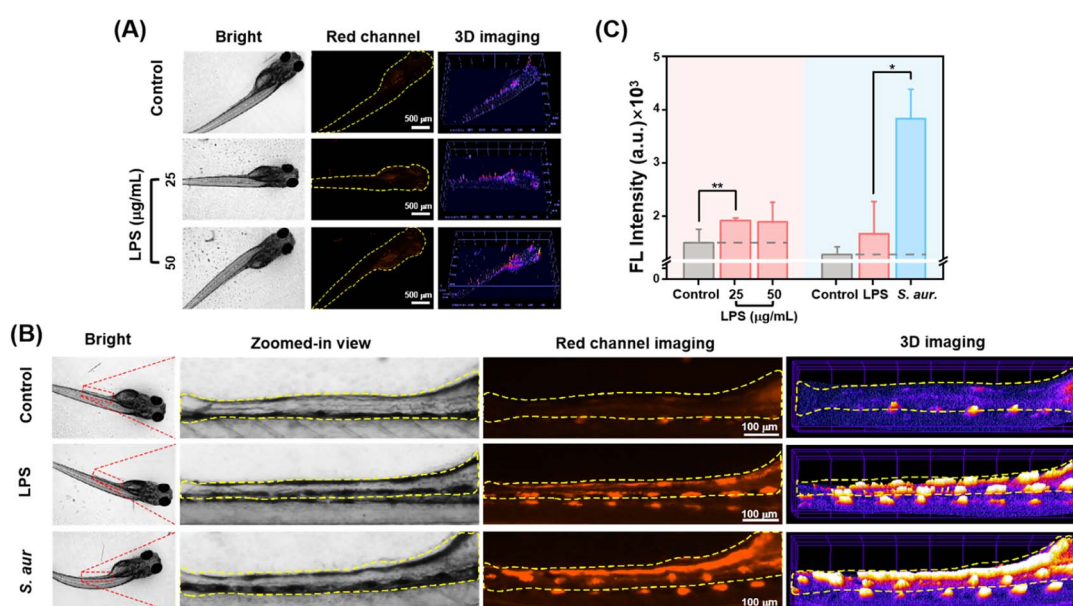 (A)
Bright Red channel 3D imaging
Control
500 μm
LPS (μg/mL)
25
500 μm
50
500 μm
(C)
FL Intensity (a.u.)×10³
5
4
3
2
0
**
*
Control 25 50 Control LPS S. aur.
LPS (μg/mL)
(B)
Bright Zoomed-in view Red channel imaging 3D imaging
Control
100 μm
LPS
100 μm
S. aur
100 μm